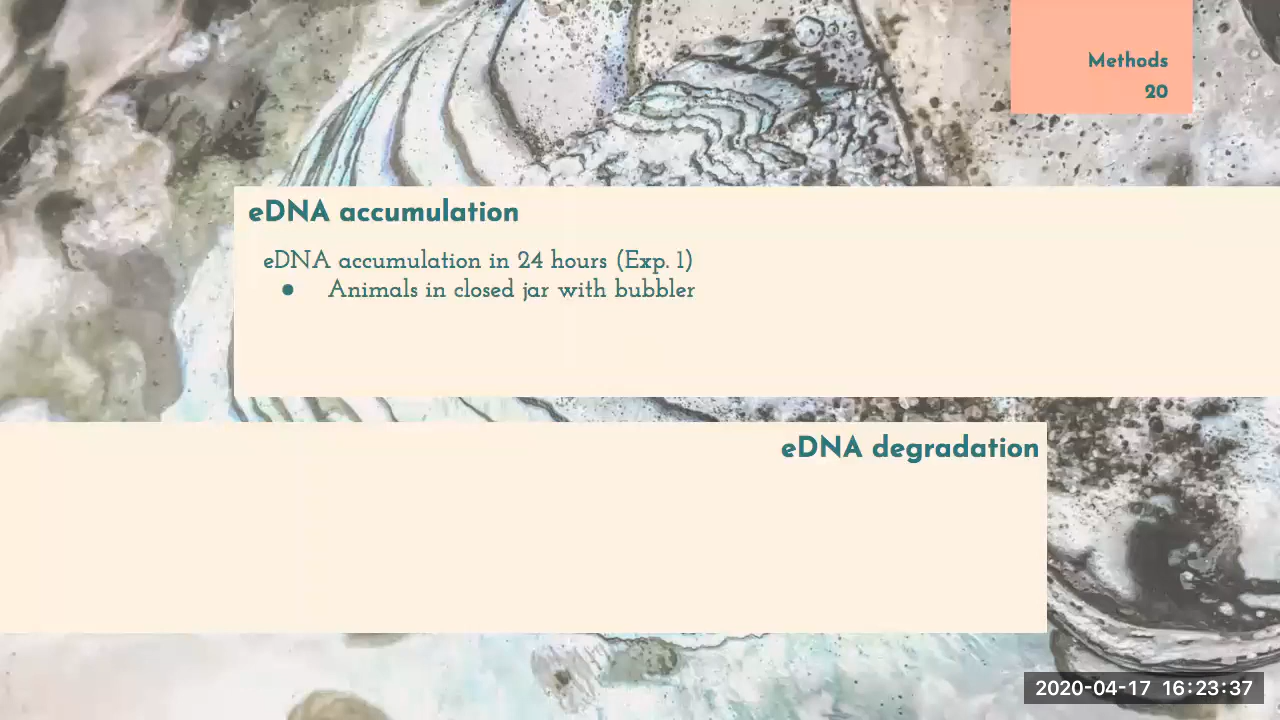 Methods
20
eDNA accumulation
eDNA accumulation in 24 hours (Exp. 1)
● Animals in closed jar with bubbler
eDNA degradation
2020-04-17 16:23:37